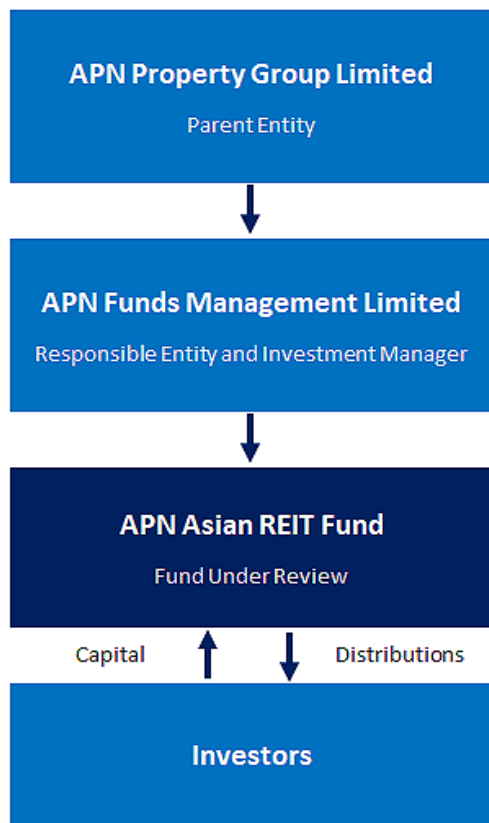 APN Property Group Limited
Parent Entity
APN Funds Management Limited
Responsible Entity and Investment Manager
APN Asian REIT Fund
Fund Under Review
Capital
Distributions
Investors